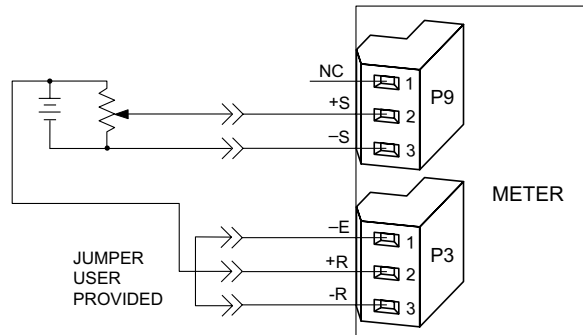 NC
1
+S
2
P9
–S
3
METER
–E
1
P3
+R
2
-R
3
JUMPER
USER
PROVIDED